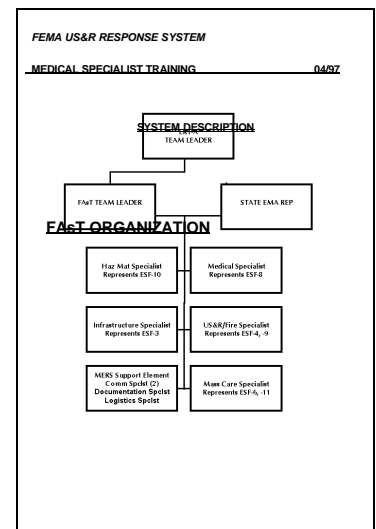 FEMA US&R RESPONSE SYSTEM
MEDICAL SPECIALIST TRAINING 04/97
SYSTEM DESCRIPTION
TEAM LEADER
FAsT TEAM LEADER
STATE EMA REP
FAsT ORGANIZATION
Haz Mat Specialist
Represents ESF-10
Medical Specialist
Represents ESF-8
Infrastructure Specialist
Represents ESF-3
US&R/Fire Specialist
Represents ESF-4, -9
MERS Support Element
Comm Spclst (2)
Documentation Spclst
Logistics Spclst
Mass Care Specialist
Represents ESF-6, -11